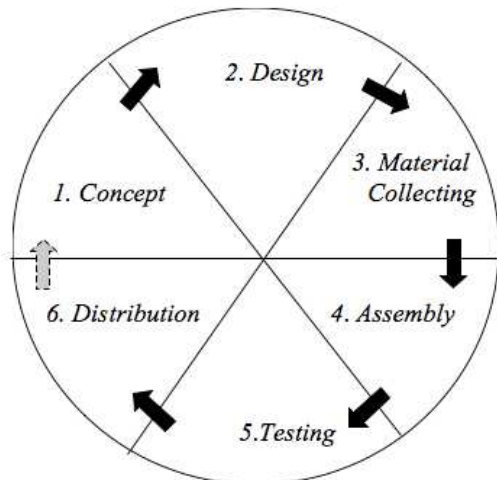 1. Concept
2. Design
3. Material
Collecting
4. Assembly
5.Testing
6. Distribution